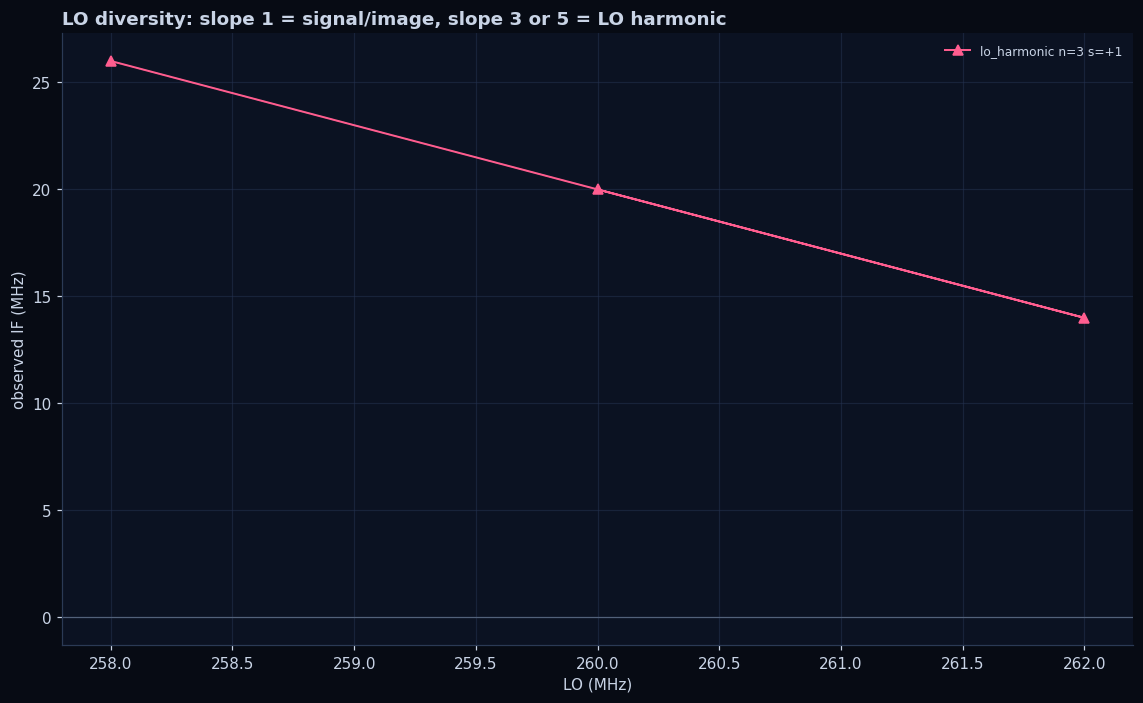 LO diversity: slope 1 = signal/image, slope 3 or 5 = LO harmonic
lo_harmonic n=3 s=+1
observed IF (MHz)
25
20
15
10
5
0
258.0 258.5 259.0 259.5 260.0 260.5 261.0 261.5 262.0
LO (MHz)